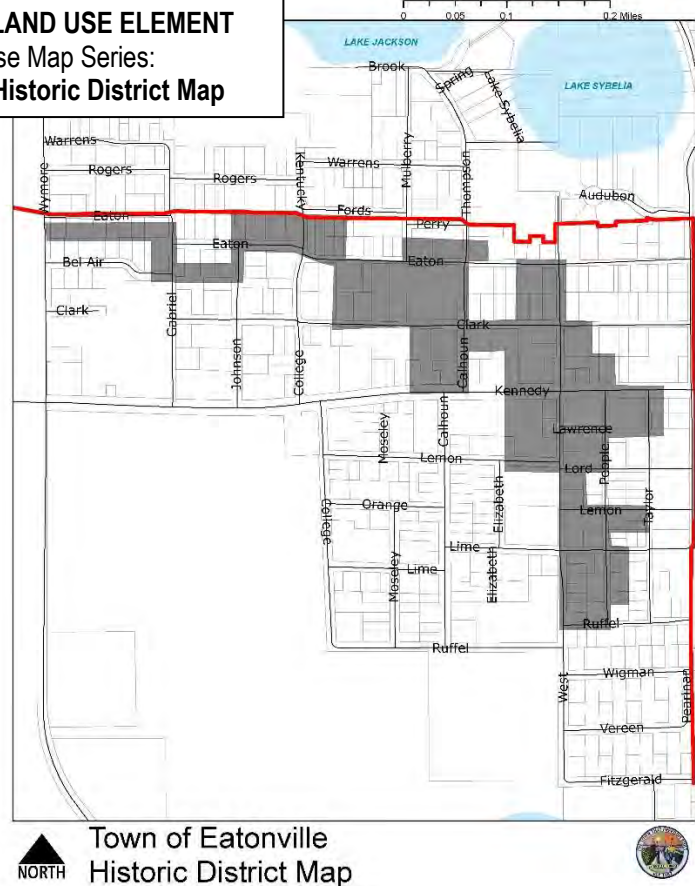 LAND USE ELEMENT
se Map Series:
Historic District Map
0 0.05 0.1 0.2 Miles
LAKE JACKSON
Brook
Spring
Lake Sybelia
LAKE SYBELIA
Warrens
Rogers
Wymore
Rogers
Kentucky
Warrens
Mulberry
Thompson
Audubon
Eaton
Fords
Perry
Eaton
Eaton
Bel Air
Clark
Gabriel
Johnson
College
Clark
Calhoun
Kennedy
Moseley
Calhoun
Lemon
Lawrence
Lord
People
Taylor
Lemon
College
Orange
Elizabeth
Lime
Lime
Moseley
Elizabeth
Ruffel
Ruffel
West
Wigman
Pearlman
Vereen
Fitzgerald
NORTH
Town of Eatonville
Historic District Map